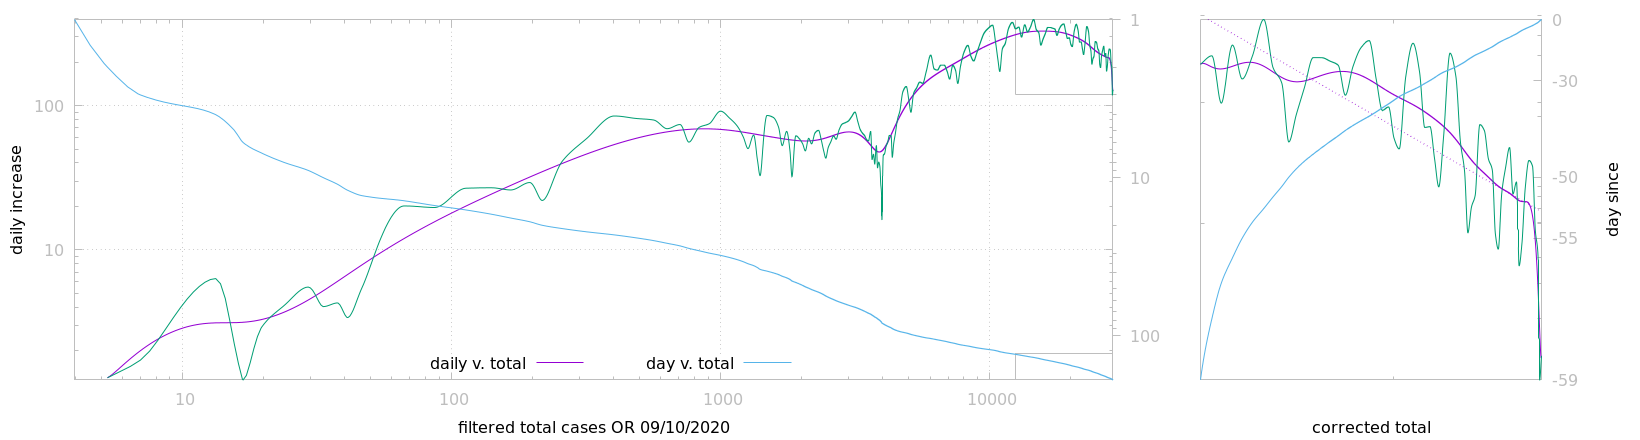 daily increase
100
10
10
100
1000
10000
filtered total cases OR 09/10/2020
daily v. total
day v. total
1
10
100
0
-30
-50
-55
-59
day since
corrected total